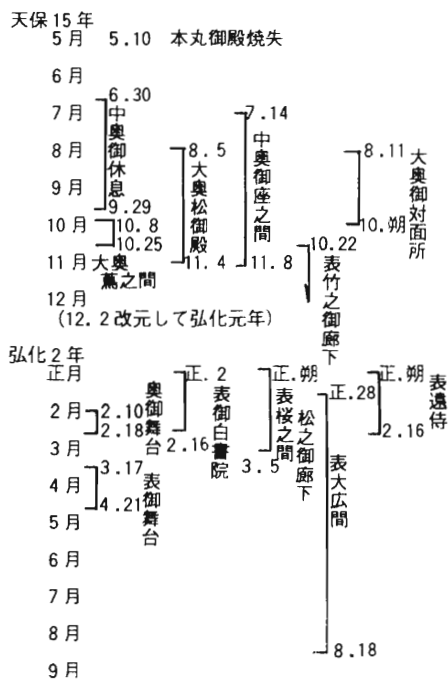 天保15年
5月 5.10 本丸御殿焼失
6月
6.30
7月
7.14
中奥御休息
8月
8.5
大奥松御殿
中奥御座之間
8.11
大奥御対面所
9月
9.29
10月
10.8
10.朔
10.25
10.22
11月
大奥蔦之間
11.4
11.8
表竹之御廊下
12月
(12.2改元して弘化元年)
弘化2年
正月
正.2
正.朔
正.28
正.朔
表遠侍
奥御舞台
2月
2.10
表御白書院
表桜之間
松之御廊下
2.18
2.16
2.16
3月
3.5
3.17
表御舞台
表大広間
4月
4.21
5月
6月
7月
8月
8.18
9月